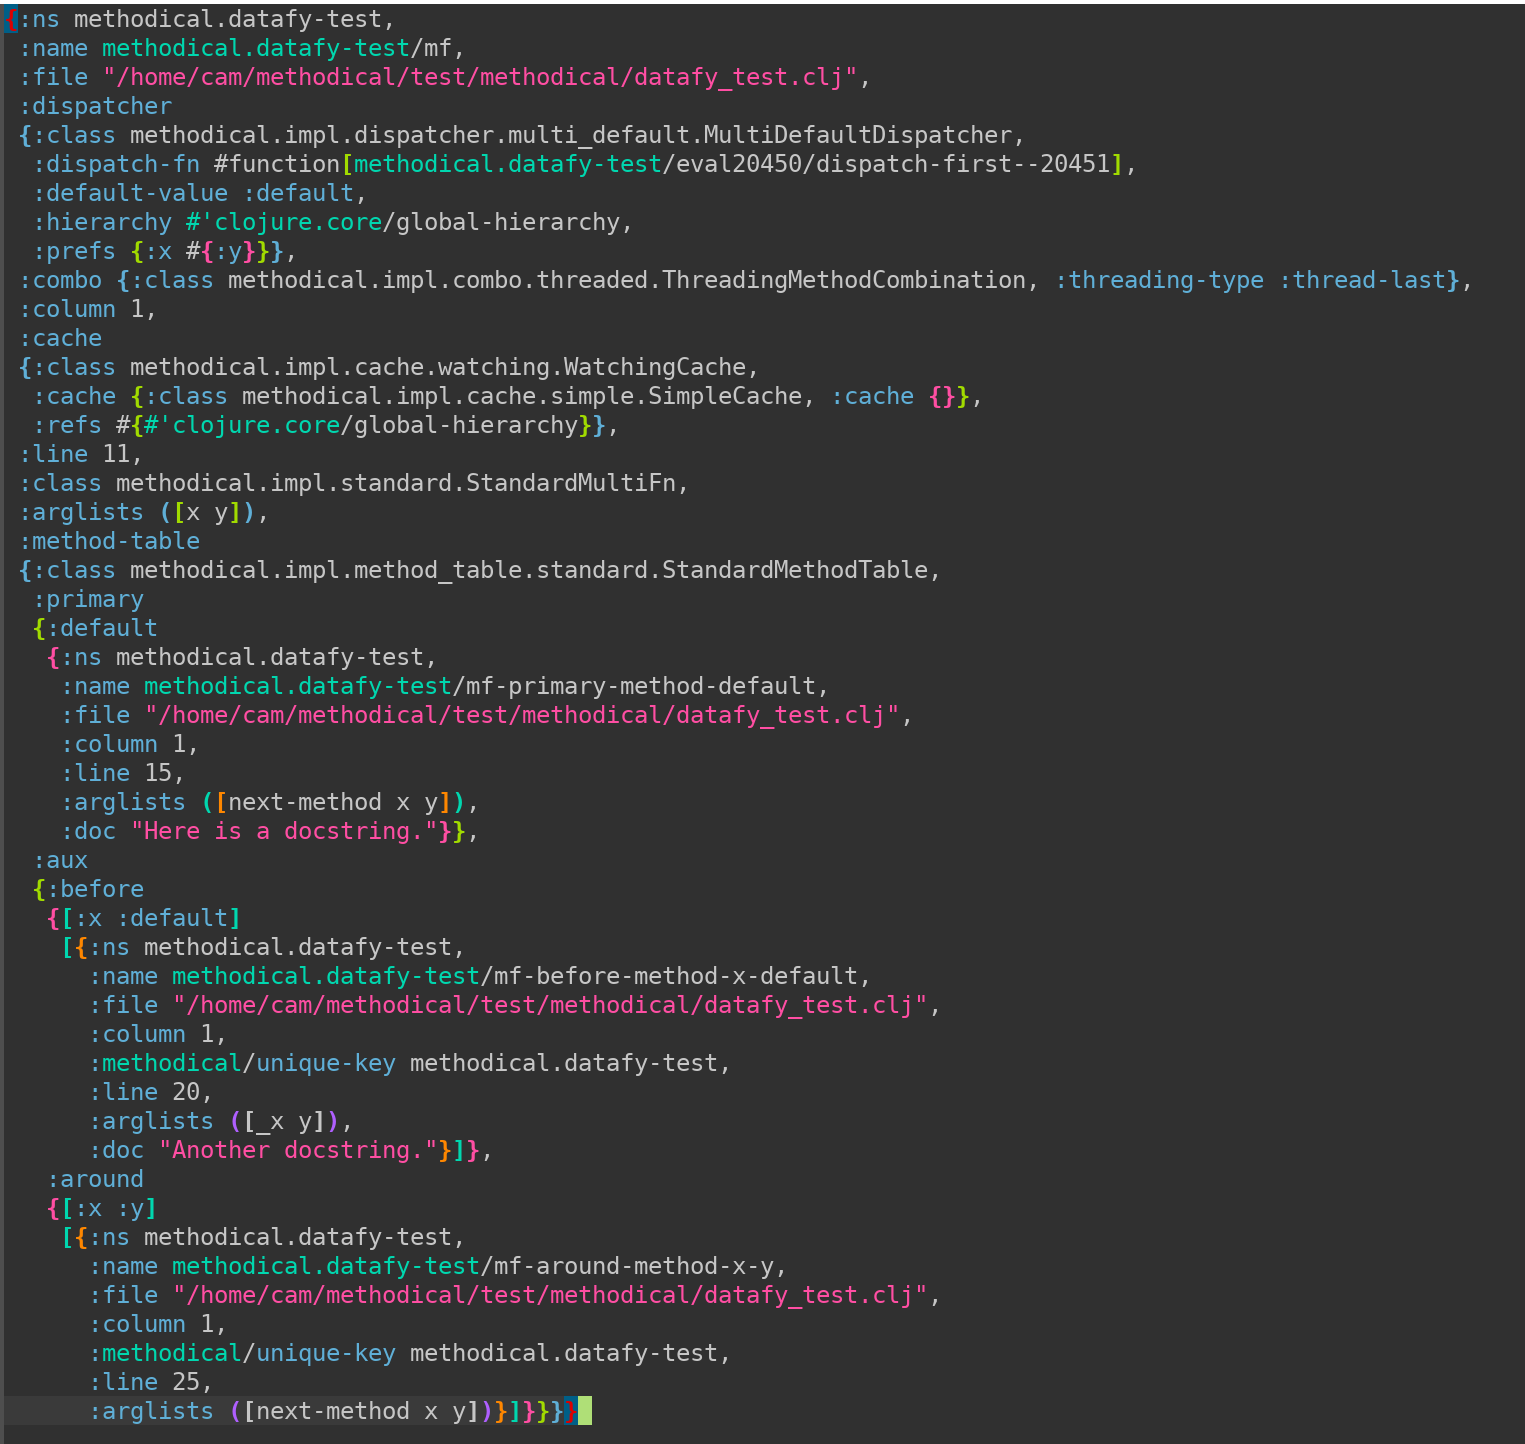 {:ns methodical.datafy-test,
 :name methodical.datafy-test/mf,
 :file "/home/cam/methodical/test/methodical/datafy_test.clj",
 :dispatcher
 {:class methodical.impl.dispatcher.multi_default.MultiDefaultDispatcher,
  :dispatch-fn #function[methodical.datafy-test/eval20450/dispatch-first--20451],
  :default-value :default,
  :hierarchy #'clojure.core/global-hierarchy,
  :prefs {:x #{:y}}},
 :combo {:class methodical.impl.combo.threaded.ThreadingMethodCombination, :threading-type :thread-last},
 :column 1,
 :cache
 {:class methodical.impl.cache.watching.WatchingCache,
  :cache {:class methodical.impl.cache.simple.SimpleCache, :cache {}},
  :refs #{#'clojure.core/global-hierarchy}},
 :line 11,
 :class methodical.impl.standard.StandardMultiFn,
 :arglists ([x y]),
 :method-table
 {:class methodical.impl.method_table.standard.StandardMethodTable,
  :primary
  {:default
   {:ns methodical.datafy-test,
    :name methodical.datafy-test/mf-primary-method-default,
    :file "/home/cam/methodical/test/methodical/datafy_test.clj",
    :column 1,
    :line 15,
    :arglists ([next-method x y]),
    :doc "Here is a docstring."}},
  :aux
  {:before
   {[:x :default]
    [{:ns methodical.datafy-test,
      :name methodical.datafy-test/mf-before-method-x-default,
      :file "/home/cam/methodical/test/methodical/datafy_test.clj",
      :column 1,
      :methodical/unique-key methodical.datafy-test,
      :line 20,
      :arglists ([_x y]),
      :doc "Another docstring."}]},
   :around
   {[:x :y]
    [{:ns methodical.datafy-test,
      :name methodical.datafy-test/mf-around-method-x-y,
      :file "/home/cam/methodical/test/methodical/datafy_test.clj",
      :column 1,
      :methodical/unique-key methodical.datafy-test,
      :line 25,
      :arglists ([next-method x y])}]}}}}